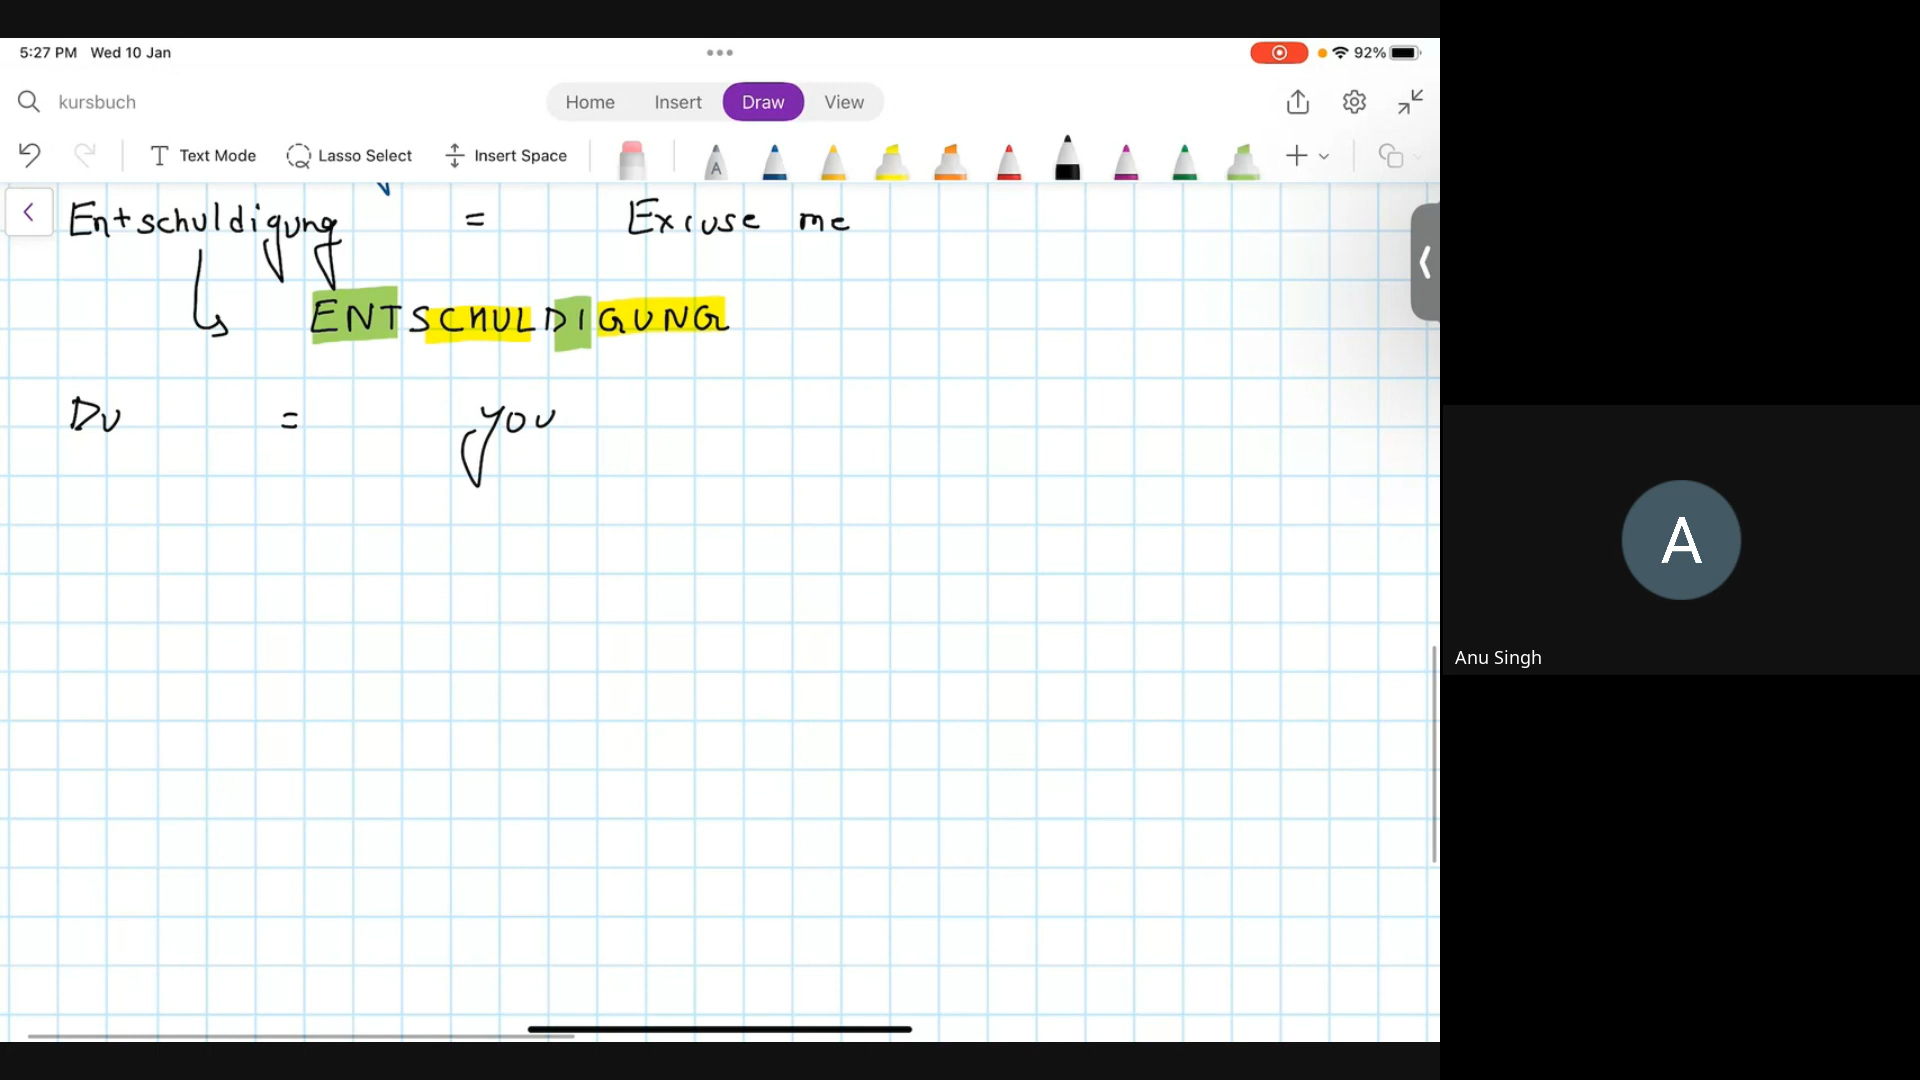 5:27 PM Wed 10 Jan 92%
kursbuch Home Insert Draw View
Text Mode Lasso Select Insert Space A
Entschuldigung = Excuse me
ENTSCHULDIGUNG
Du = you
A
Anu Singh